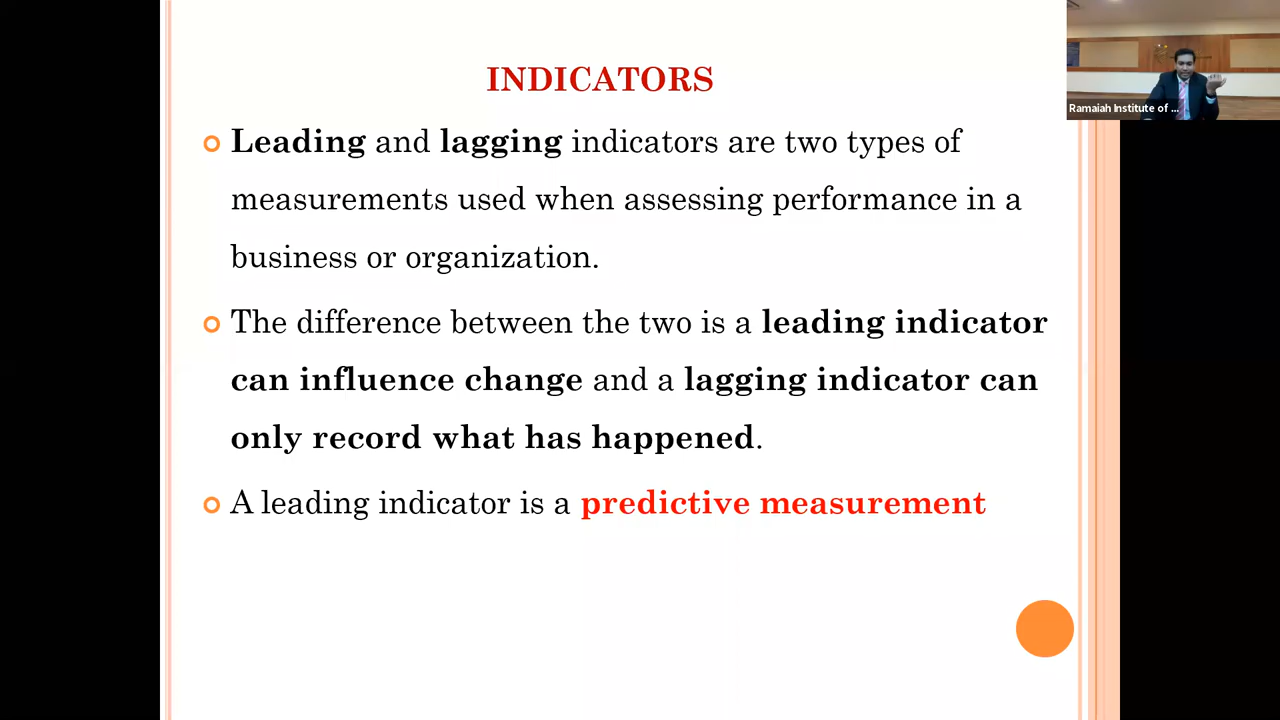 INDICATORS
Leading and lagging indicators are two types of
measurements used when assessing performance in a
business or organization.
The difference between the two is a leading indicator
can influence change and a lagging indicator can
only record what has happened.
A leading indicator is a predictive measurement
Ramaiah Institute of ...